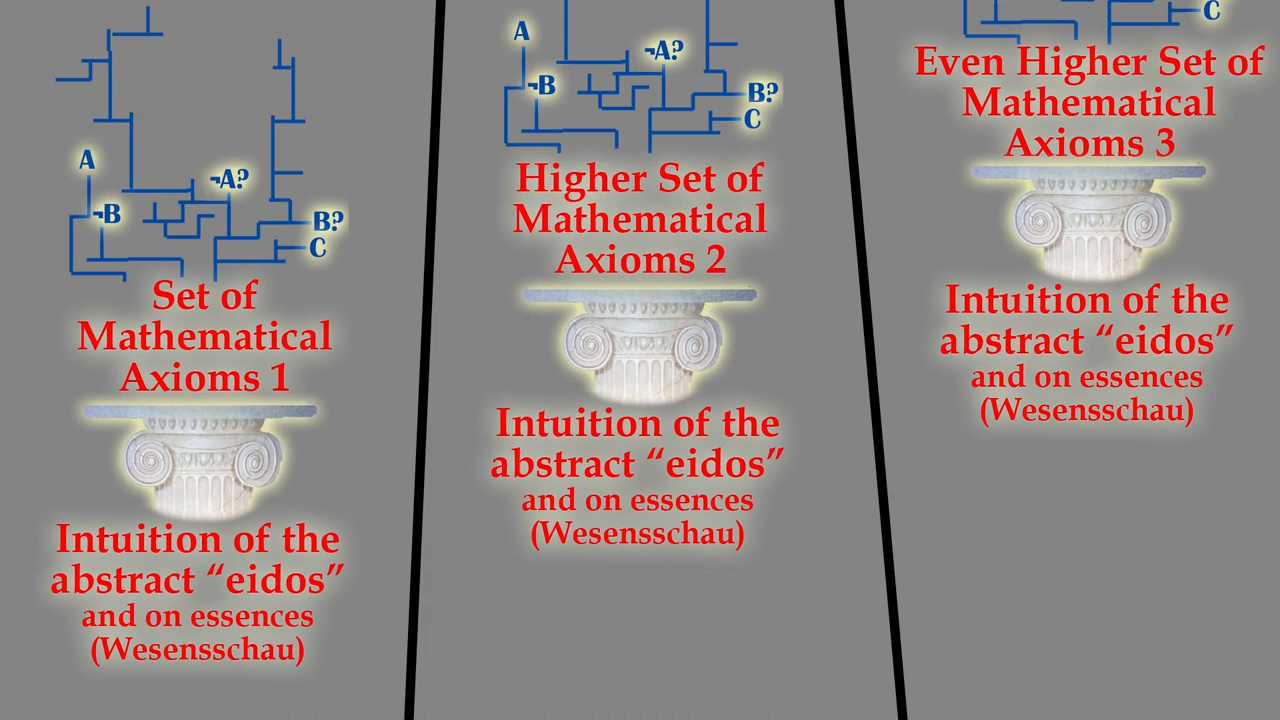 A
¬A?
¬B
B?
C
Set of
Mathematical
Axioms 1
Intuition of the
abstract “eidos”
and on essences
(Wesensschau)
A
¬A?
¬B
B?
C
Higher Set of
Mathematical
Axioms 2
Intuition of the
abstract “eidos”
and on essences
(Wesensschau)
C
Even Higher Set of
Mathematical
Axioms 3
Intuition of the
abstract “eidos”
and on essences
(Wesensschau)